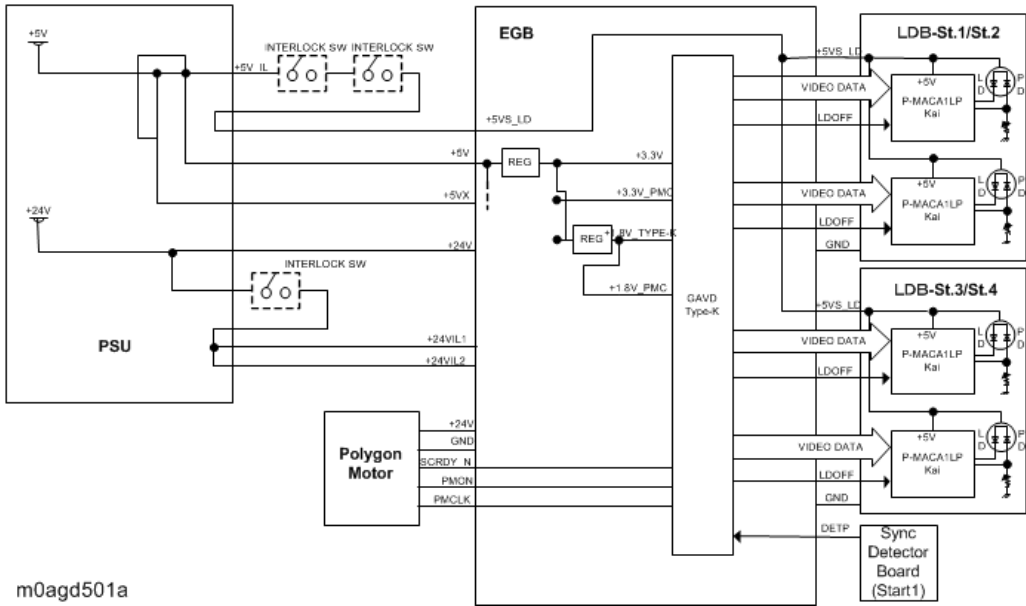 +5V
+24V
PSU
INTERLOCK SW
INTERLOCK SW
+5V_IL
+5VS_LD
+5V
+5VX
+24V
INTERLOCK SW
+24VIL1
+24VIL2
EGB
REG
+3.3V
+3.3V_PMC
REG
+1.8V_TYPE-K
+1.8V_PMC
GAVD
Type-K
Polygon
Motor
+24V
GND
SCRDY_N
PMON
PMCLK
LDB-St.1/St.2
+5VS_LD
VIDEO DATA
LDOFF
+5V
P-MACA1LP
Kai
L
D
P
D
VIDEO DATA
LDOFF
+5V
P-MACA1LP
Kai
L
D
P
D
GND
LDB-St.3/St.4
+5VS_LD
VIDEO DATA
LDOFF
+5V
P-MACA1LP
Kai
L
D
P
D
VIDEO DATA
LDOFF
+5V
P-MACA1LP
Kai
L
D
P
D
GND
DETP
Sync
Detector
Board
(Start1)
m0agd501a